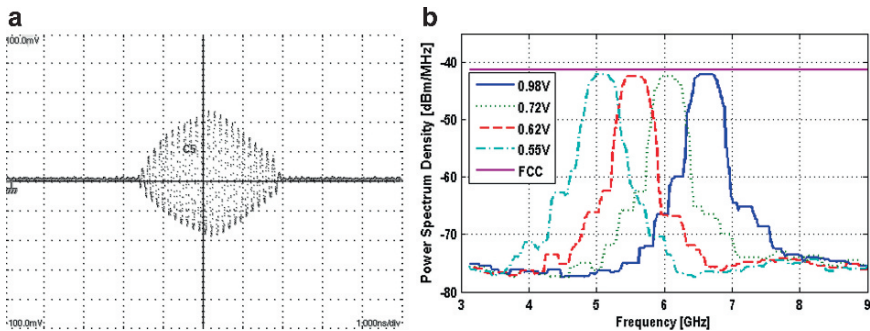 a
100.0mV
C5
-100.0mV
1.000ns/div
b
Power Spectrum Density [dBm/MHz]
-40
-50
-60
-70
-80
0.98V
0.72V
0.62V
0.55V
FCC
3
4
5
6
7
8
9
Frequency [GHz]